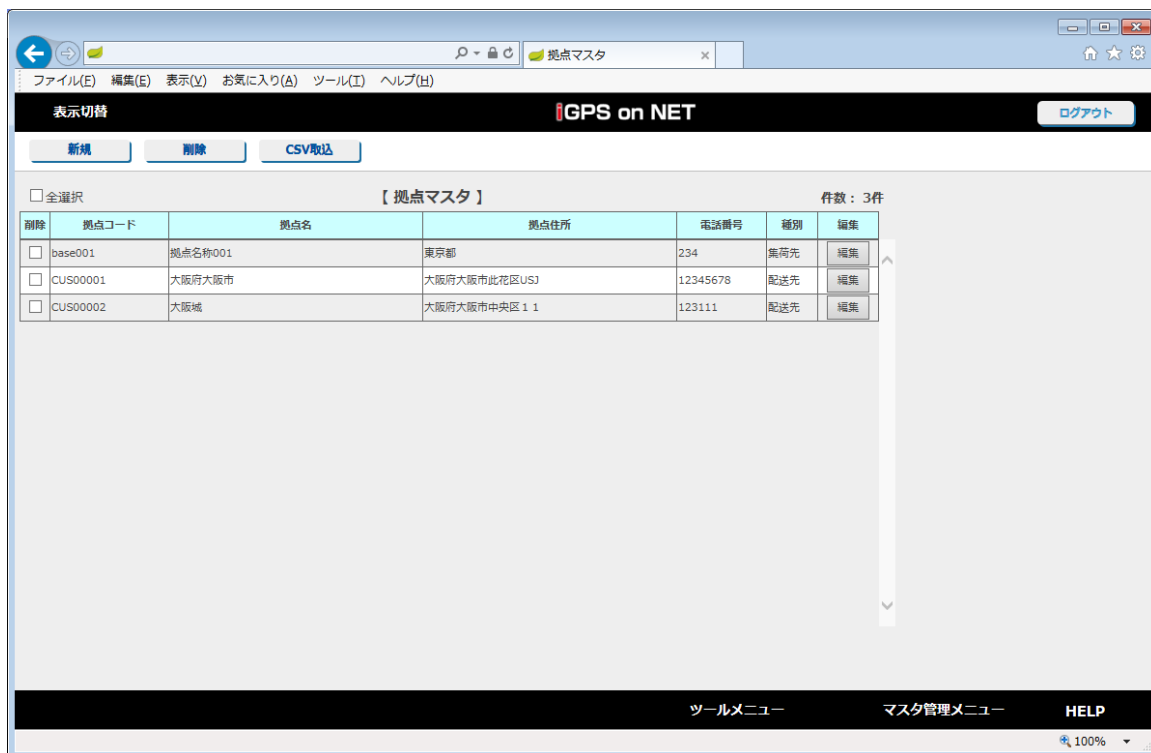 拠点マスタ
ファイル(F) 編集(E) 表示(V) お気に入り(A) ツール(T) ヘルプ(H)
表示切替 iGPS on NET ログアウト
新規 削除 CSV取込
全選択 【 拠点マスタ 】 件数： 3件
削除 拠点コード 拠点名 拠点住所 電話番号 種別 編集
base001 拠点名称001 東京都 234 集荷先 編集
CUS00001 大阪府大阪市 大阪府大阪市此花区USJ 12345678 配送先 編集
CUS00002 大阪城 大阪府大阪市中央区１１ 123111 配送先 編集
ツールメニュー マスタ管理メニュー HELP
100%